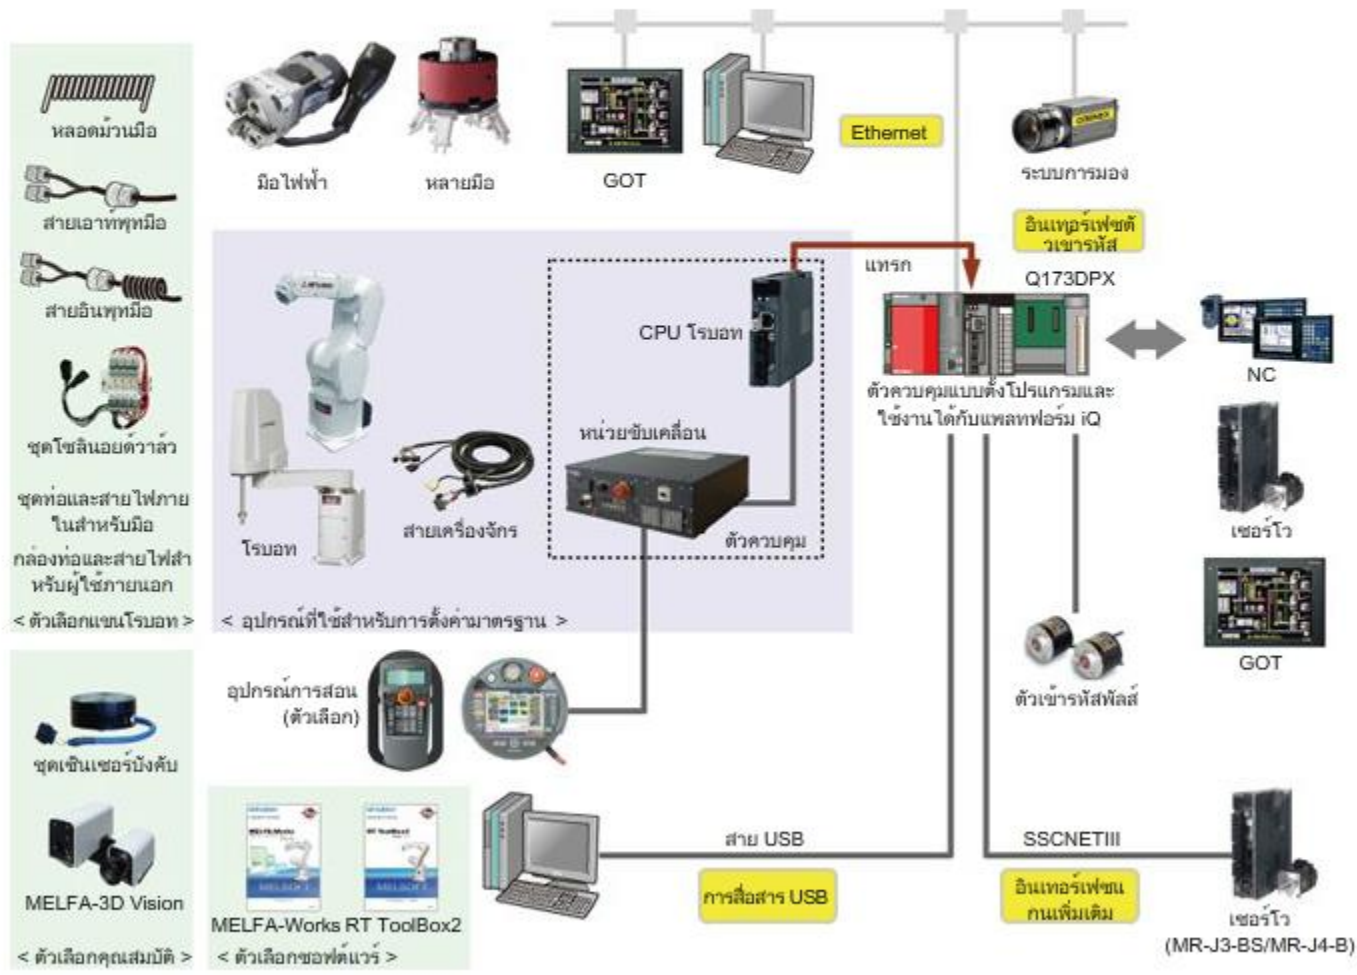 หลอดม้วนมือ
สายเอาท์พุทมือ
สายอินพุทมือ
ชุดโซลินอยด์วาล์ว
ชุดท่อและสายไฟภาย
ในสำหรับมือ
กล่องท่อและสายไฟสำ
หรับผู้ใช้ภายนอก
< ตัวเลือกแขนโรบอท >
มือไฟฟ้า
หลายมือ
GOT
Ethernet
ระบบการมอง
อินเทอร์เฟซตั
วเข้ารหัส
Q173DPX
แทรก
CPU โรบอท
หน่วยขับเคลื่อน
ตัวควบคุม
สายเครื่องจักร
โรบอท
< อุปกรณ์ที่ใช้สำหรับการตั้งค่ามาตรฐาน >
ตัวควบคุมแบบตั้งโปรแกรมและ
ใช้งานได้กับแพลทฟอร์ม iQ
NC
เซอร์โว
GOT
ตัวเข้ารหัสพัลส์
อุปกรณ์การสอน
(ตัวเลือก)
ชุดเซ็นเซอร์บังคับ
MELFA-3D Vision
< ตัวเลือกคุณสมบัติ >
MELFA-Works RT ToolBox2
< ตัวเลือกซอฟต์แวร์ >
สาย USB
การสื่อสาร USB
SSCNETIII
อินเทอร์เฟซแ
กนเพิ่มเติม
เซอร์โว
(MR-J3-BS/MR-J4-B)